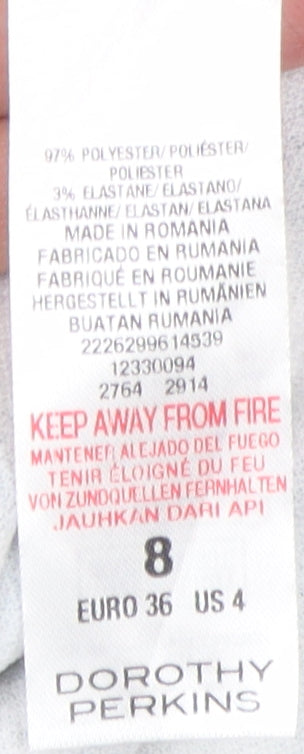 97% POLYESTER/ POLIÉSTER/
POLIESTER
3% ELASTANE/ ELASTANO/
ÉLASTHANNE/ ELASTAN/ ELASTANA
MADE IN ROMANIA
FABRICADO EN RUMANIA
FABRIQUÉ EN ROUMANIE
HERGESTELLT IN RUMÄNIEN
BUATAN RUMANIA
2226299614539
12330094
2764 2914
KEEP AWAY FROM FIRE
MANTENER ALEJADO DEL FUEGO
TENIR ÉLOIGNÉ DU FEU
VON ZUNDQUELLEN FERNHALTEN
JAUHKAN DARI API
8
EURO 36 US 4
DOROTHY
PERKINS